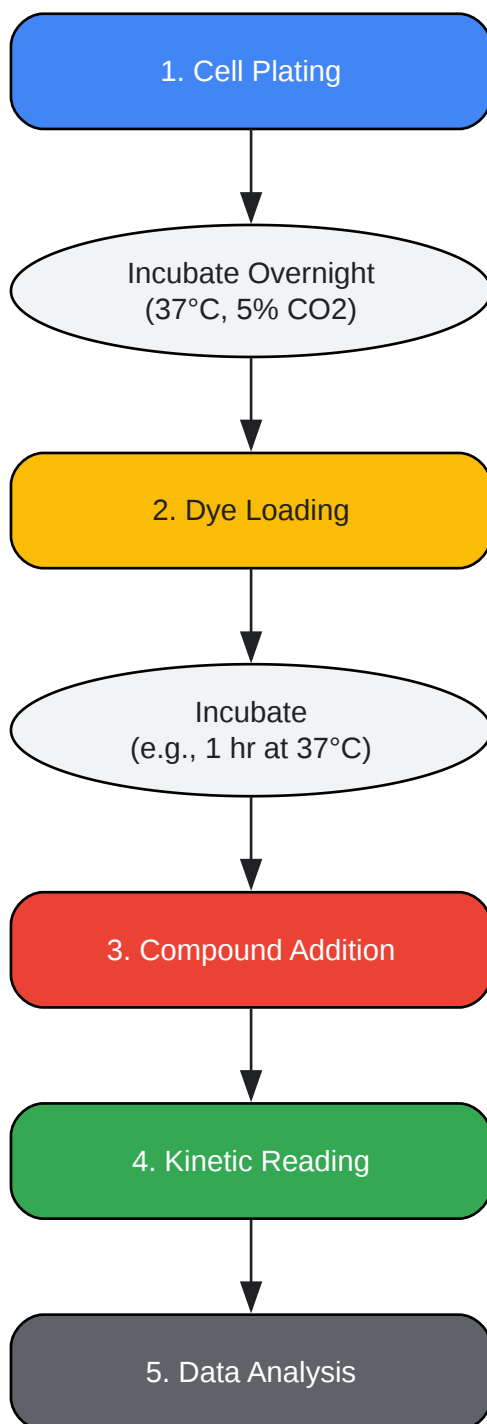 1. Cell Plating
Incubate Overnight
(37°C, 5% CO2)
2. Dye Loading
Incubate
(e.g., 1 hr at 37°C)
3. Compound Addition
4. Kinetic Reading
5. Data Analysis